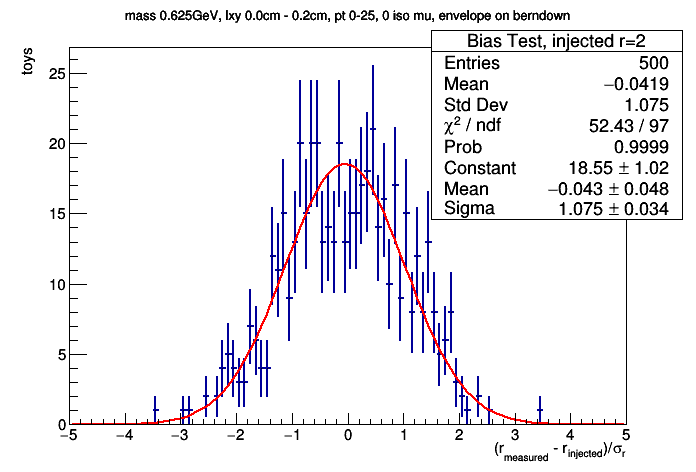 mass 0.625GeV, lxy 0.0cm - 0.2cm, pt 0-25, 0 iso mu, envelope on berndown
toys
Bias Test, injected r=2
Entries 500
Mean −0.0419
Std Dev 1.075
χ² / ndf 52.43 / 97
Prob 0.9999
Constant 18.55 ± 1.02
Mean −0.043 ± 0.048
Sigma 1.075 ± 0.034
25
20
15
10
5
0
−5 −4 −3 −2 −1 0 1 2 3 4 5
(r_measured - r_injected)/σ_r